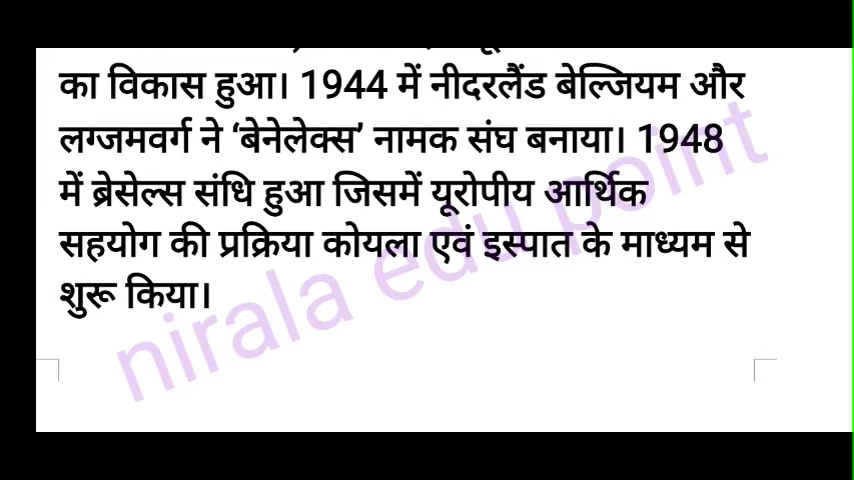 का विकास हुआ। 1944 में नीदरलैंड बेल्जियम और
लग्जमवर्ग ने ‘बेनेलेक्स’ नामक संघ बनाया। 1948
में ब्रेसेल्स संधि हुआ जिसमें यूरोपीय आर्थिक
सहयोग की प्रक्रिया कोयला एवं इस्पात के माध्यम से
शुरू किया।
nirala edu point